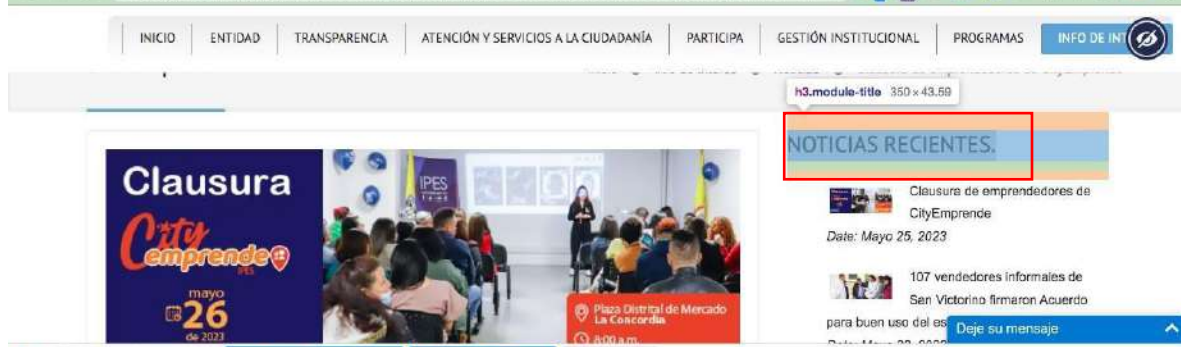 INICIO ENTIDAD TRANSPARENCIA ATENCIÓN Y SERVICIOS A LA CIUDADANÍA PARTICIPA GESTIÓN INSTITUCIONAL PROGRAMAS INFO DE INT
h3.module-title 350 × 43.59
NOTICIAS RECIENTES.
Clausura
City
emprende
IPES
mayo
26
de 2023
IPES
Plaza Distrital de Mercado
La Concordia
8:00 a.m.
Clausura de emprendedores de
CityEmprende
Date: Mayo 25, 2023
107 vendedores informales de
San Victorino firmaron Acuerdo
para buen uso del es
Deje su mensaje